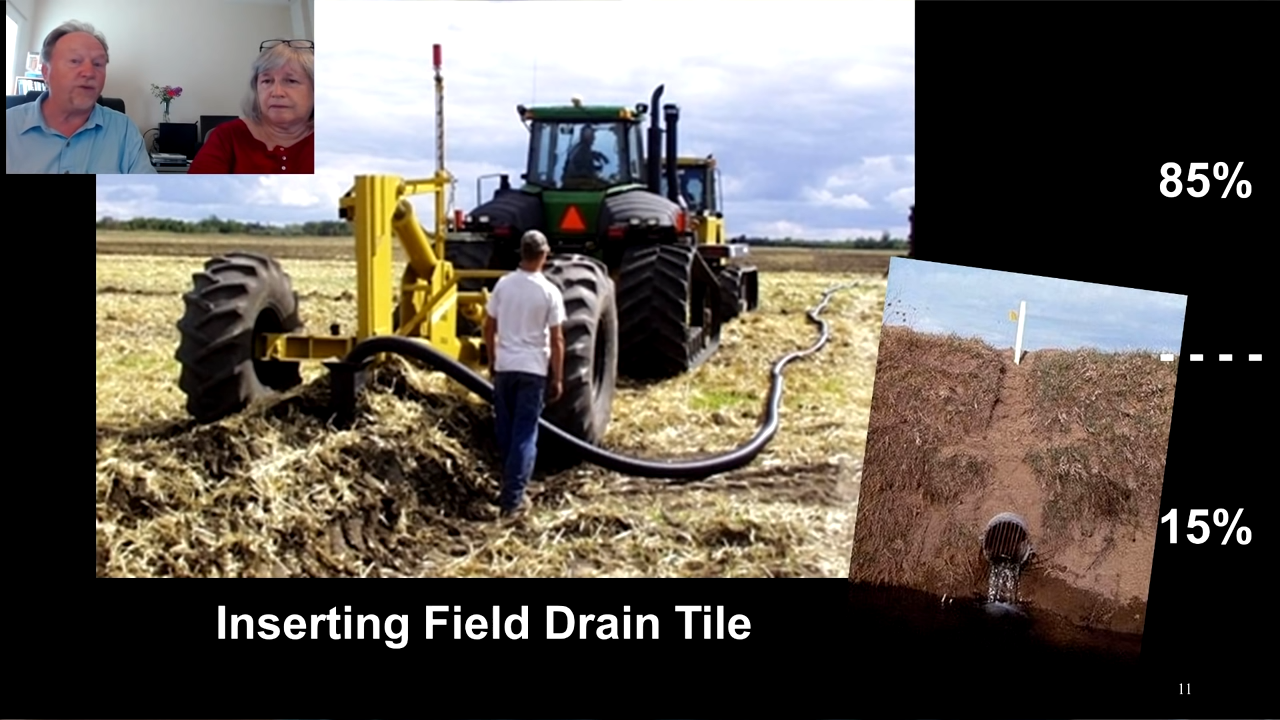 85%
- - - -
15%
Inserting Field Drain Tile
11